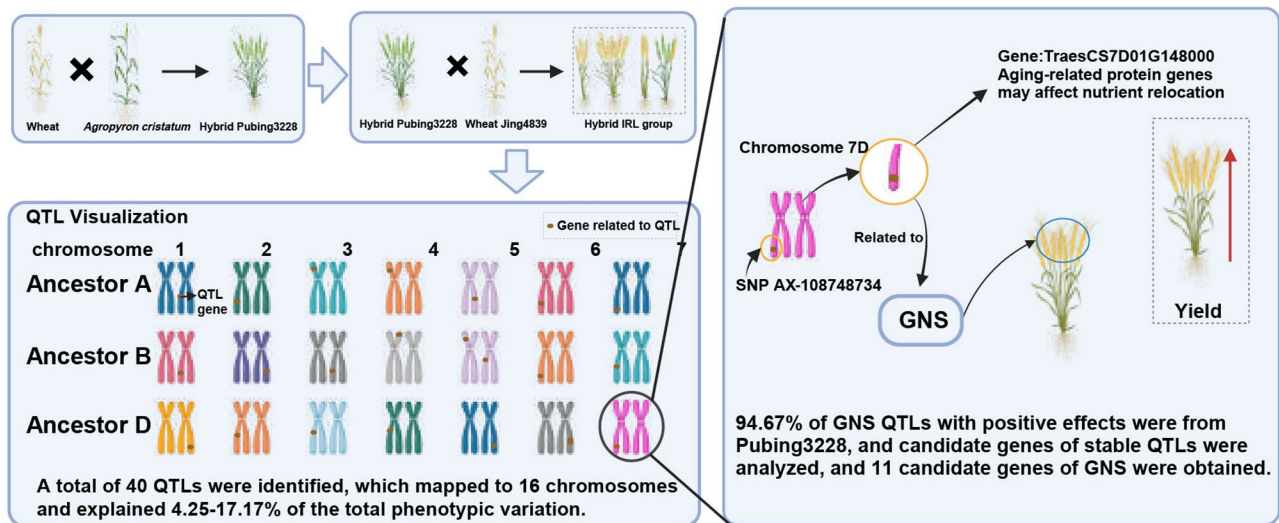 Wheat
Agropyron cristatum
Hybrid Pubing3228
Hybrid Pubing3228
Wheat Jing4839
Hybrid IRL group
QTL Visualization
Gene related to QTL
chromosome 1 2 3 4 5 6 7
Ancestor A
QTL
gene
Ancestor B
Ancestor D
A total of 40 QTLs were identified, which mapped to 16 chromosomes
and explained 4.25-17.17% of the total phenotypic variation.
Gene:TraesCS7D01G148000
Aging-related protein genes
may affect nutrient relocation
Chromosome 7D
Related to
SNP AX-108748734
GNS
Yield
94.67% of GNS QTLs with positive effects were from
Pubing3228, and candidate genes of stable QTLs were
analyzed, and 11 candidate genes of GNS were obtained.